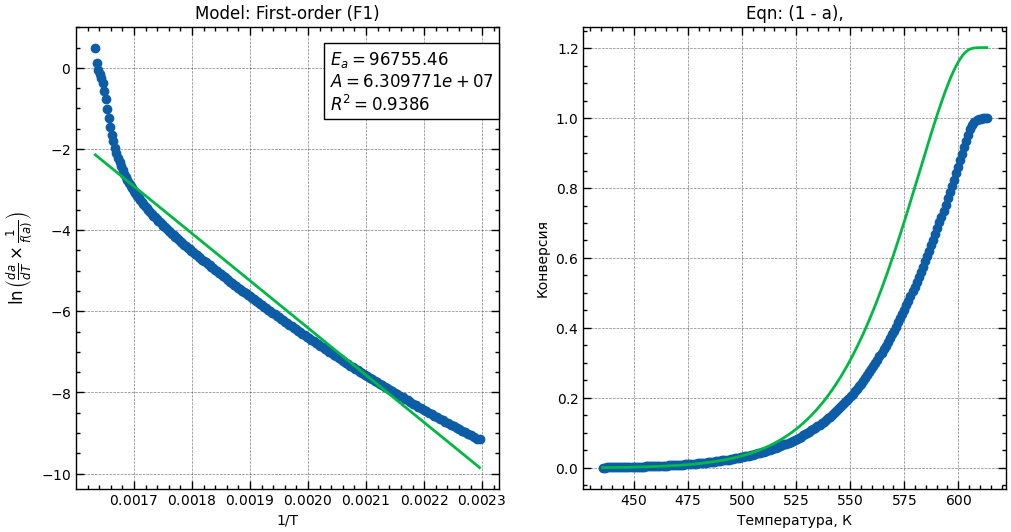 Model: First-order (F1)
Eqn: (1 - a),
E_a = 96755.46
A = 6.309771e + 07
R^2 = 0.9386
ln(da/dT × 1/f(a))
0
−2
−4
−6
−8
−10
0.0017 0.0018 0.0019 0.0020 0.0021 0.0022 0.0023
1/T
Конверсия
1.2
1.0
0.8
0.6
0.4
0.2
0.0
450 475 500 525 550 575 600
Температура, К